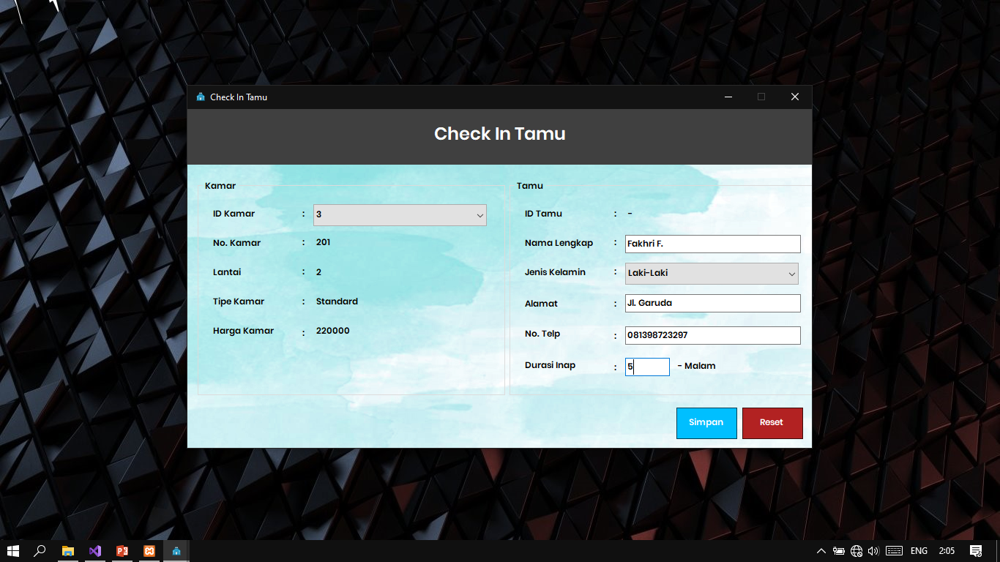 Check In Tamu
Check In Tamu
Kamar
ID Kamar : 3
No. Kamar : 201
Lantai : 2
Tipe Kamar : Standard
Harga Kamar : 220000
Tamu
ID Tamu : -
Nama Lengkap : Fakhri F.
Jenis Kelamin : Laki-Laki
Alamat : Jl. Garuda
No. Telp : 081398723297
Durasi Inap : 5 - Malam
Simpan Reset
ENG 2:05